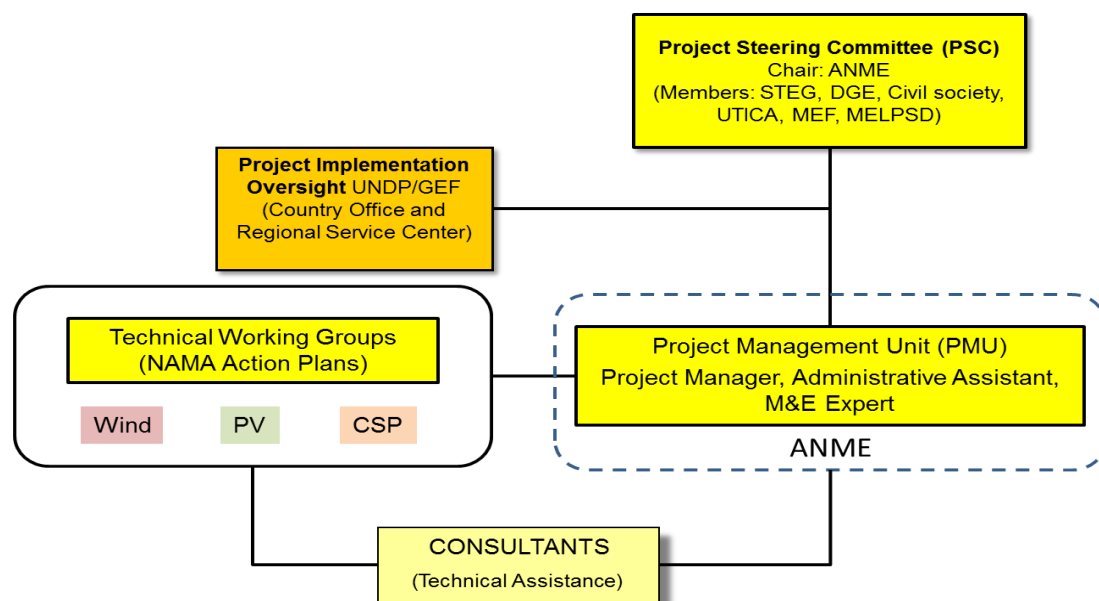 Project Steering Committee (PSC)
Chair: ANME
(Members: STEG, DGE, Civil society,
UTICA, MEF, MELPSD)
Project Implementation
Oversight UNDP/GEF
(Country Office and
Regional Service Center)
Technical Working Groups
(NAMA Action Plans)
Wind
PV
CSP
Project Management Unit (PMU)
Project Manager, Administrative Assistant,
M&E Expert
ANME
CONSULTANTS
(Technical Assistance)